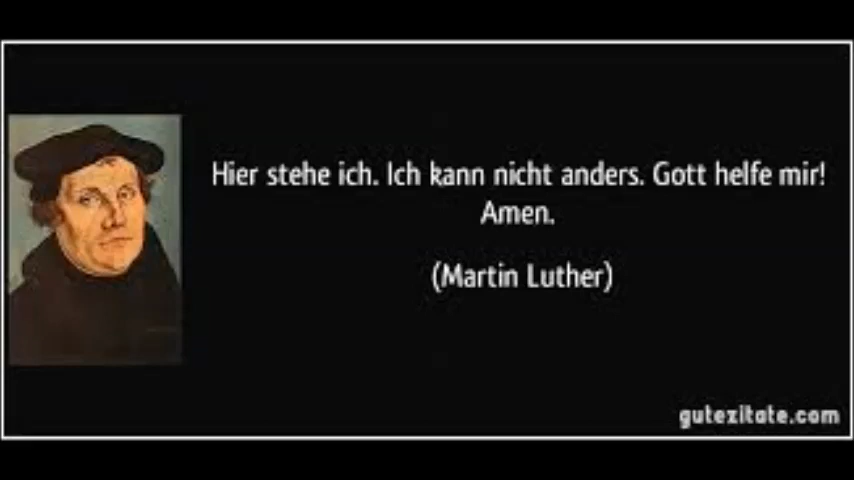 Hier stehe ich. Ich kann nicht anders. Gott helfe mir!
Amen.
(Martin Luther)
gutezitate.com